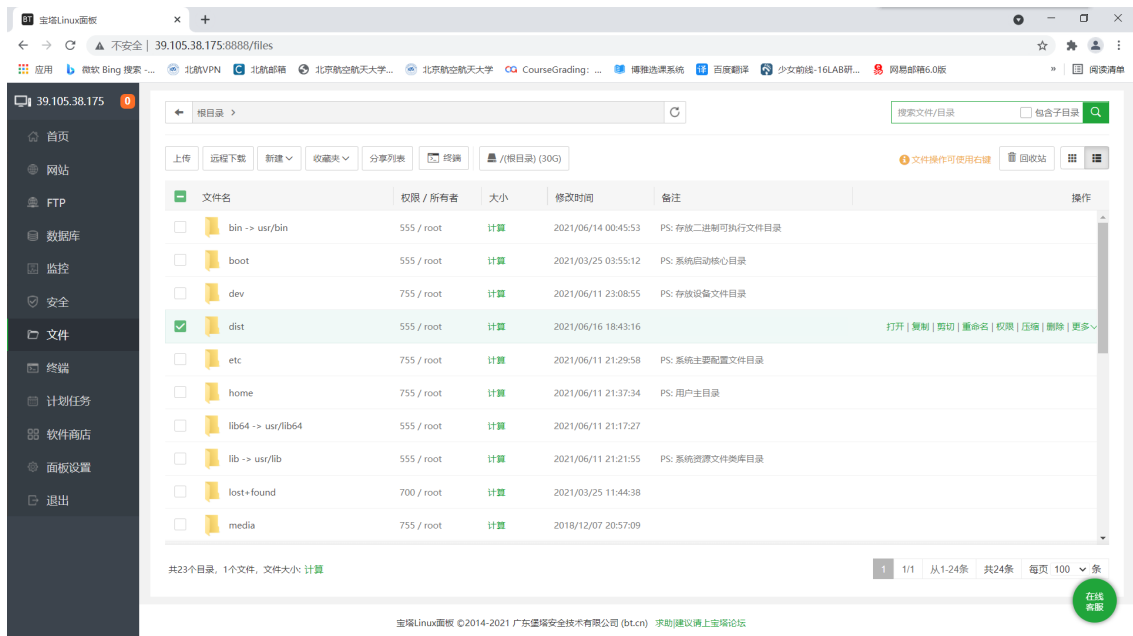 宝塔Linux面板
不安全 | 39.105.38.175:8888/files
应用 微软 Bing 搜索 -... 北航VPN 北航邮箱 北京航空航天大学... 北京航空航天大学 CourseGrading: ... 博雅选课系统 百度翻译 少女前线-16LAB研... 网易邮箱6.0版 » 阅读清单
39.105.38.175 0
首页
网站
FTP
数据库
监控
安全
文件
终端
计划任务
软件商店
面板设置
退出
根目录 >
搜索文件/目录 包含子目录
上传 远程下载 新建 收藏夹 分享列表 终端 /(根目录) (30G) 文件操作可使用右键 回收站
文件名 权限 / 所有者 大小 修改时间 备注 操作
bin -> usr/bin 555 / root 计算 2021/06/14 00:45:53 PS: 存放二进制可执行文件目录
boot 555 / root 计算 2021/03/25 03:55:12 PS: 系统启动核心目录
dev 755 / root 计算 2021/06/11 23:08:55 PS: 存放设备文件目录
dist 555 / root 计算 2021/06/16 18:43:16 打开 | 复制 | 剪切 | 重命名 | 权限 | 压缩 | 删除 | 更多
etc 755 / root 计算 2021/06/11 21:29:58 PS: 系统主要配置文件目录
home 755 / root 计算 2021/06/11 21:37:34 PS: 用户主目录
lib64 -> usr/lib64 555 / root 计算 2021/06/11 21:17:27
lib -> usr/lib 555 / root 计算 2021/06/11 21:21:55 PS: 系统资源文件类库目录
lost+found 700 / root 计算 2021/03/25 11:44:38
media 755 / root 计算 2018/12/07 20:57:09
共23个目录，1个文件，文件大小: 计算 1 1/1 从1-24条 共24条 每页 100 条
在线
客服
宝塔Linux面板 ©2014-2021 广东堡塔安全技术有限公司 (bt.cn) 求助|建议请上宝塔论坛